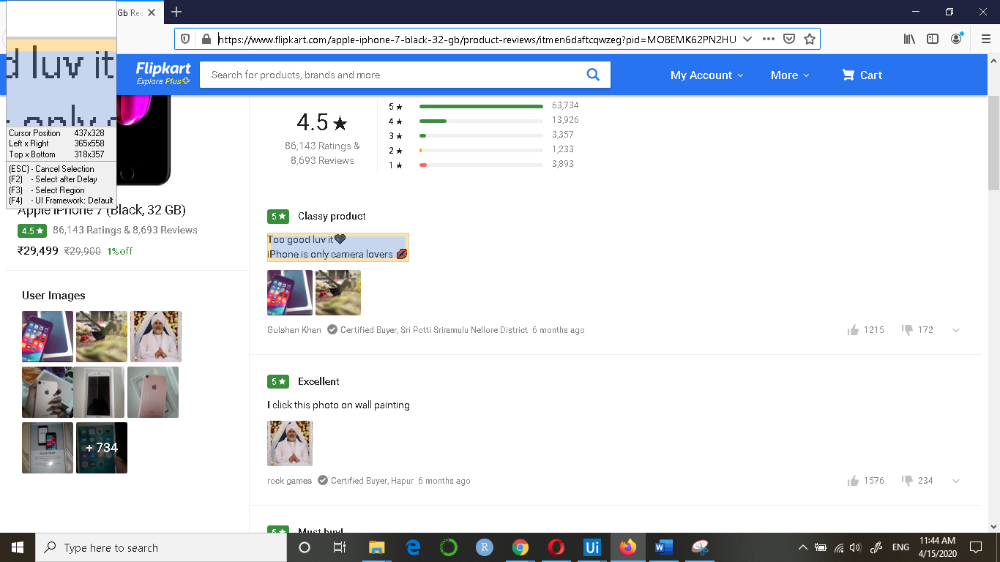 Gb Rev
https://www.flipkart.com/apple-iphone-7-black-32-gb/product-reviews/itmen6daftcqwzeg?pid=MOBEMK62PN2HU
d luv it
Cursor Position 437x328
Left x Right 365x558
Top x Bottom 318x357
(ESC) - Cancel Selection
(F2) - Select after Delay
(F3) - Select Region
(F4) - UI Framework: Default
Flipkart
Explore Plus
Search for products, brands and more
My Account
More
Cart
Apple iPhone 7 (Black, 32 GB)
4.5★ 86,143 Ratings & 8,693 Reviews
₹29,499 ₹29,900 1% off
User Images
+ 734
4.5★
86,143 Ratings &
8,693 Reviews
5★ 63,734
4★ 13,926
3★ 3,357
2★ 1,233
1★ 3,893
5★ Classy product
Too good luv it🖤
iPhone is only camera lovers 💋
Gulshan Khan Certified Buyer, Sri Potti Sriramulu Nellore District 6 months ago
1215 172
5★ Excellent
I click this photo on wall painting
rock games Certified Buyer, Hapur 6 months ago
1576 234
5★ Must buy!
Type here to search
R
Ui
W
ENG
11:44 AM
4/15/2020